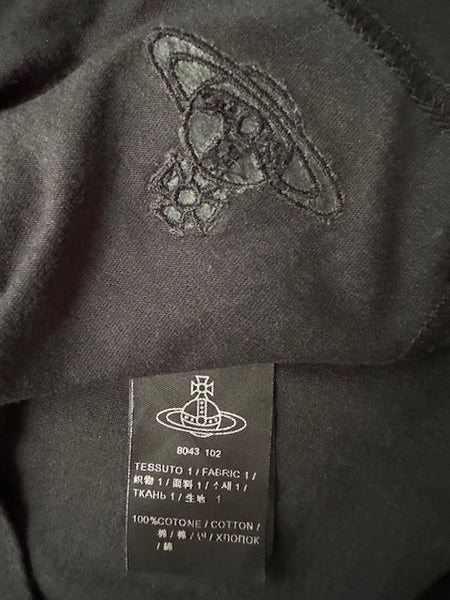 8043 102
TESSUTO 1 / FABRIC 1 /
织物 1 / 面料 1 / 소재 1 /
ТКАНЬ 1 / 生地 1
100%COTONE / COTTON /
棉 / 棉 / 면 / ХЛОПОК
/ 綿